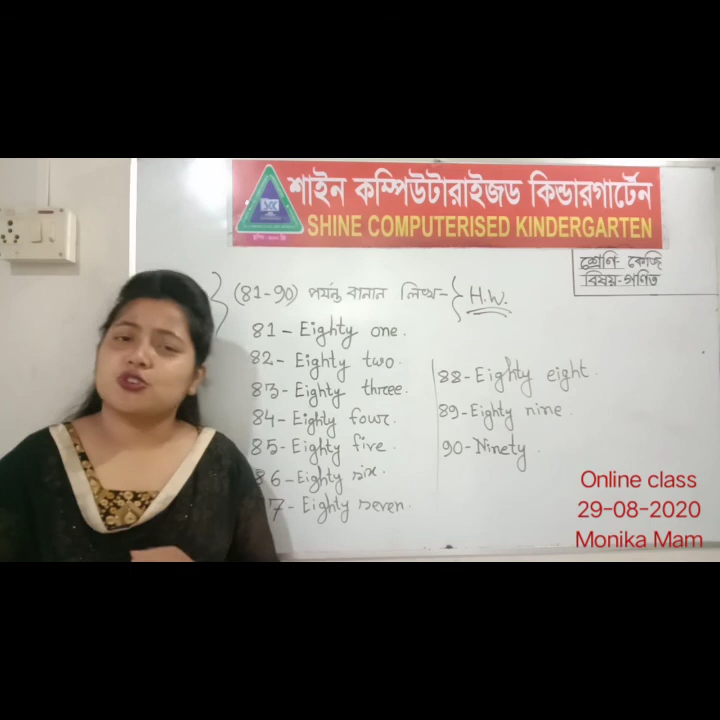 শাইন কম্পিউটারাইজড কিন্ডারগার্টেন
SHINE COMPUTERISED KINDERGARTEN
শ্রেণি- কেজি
বিষয়-গণিত
(81-90) পর্যন্ত বানান লিখ- } H.W.
81 - Eighty one.
82 - Eighty two.
83 - Eighty three.
84 - Eighty four.
85 - Eighty five.
86 - Eighty six.
7 - Eighty seven.
88 - Eighty eight.
89 - Eighty nine.
90 - Ninety.
Online class
29-08-2020
Monika Mam